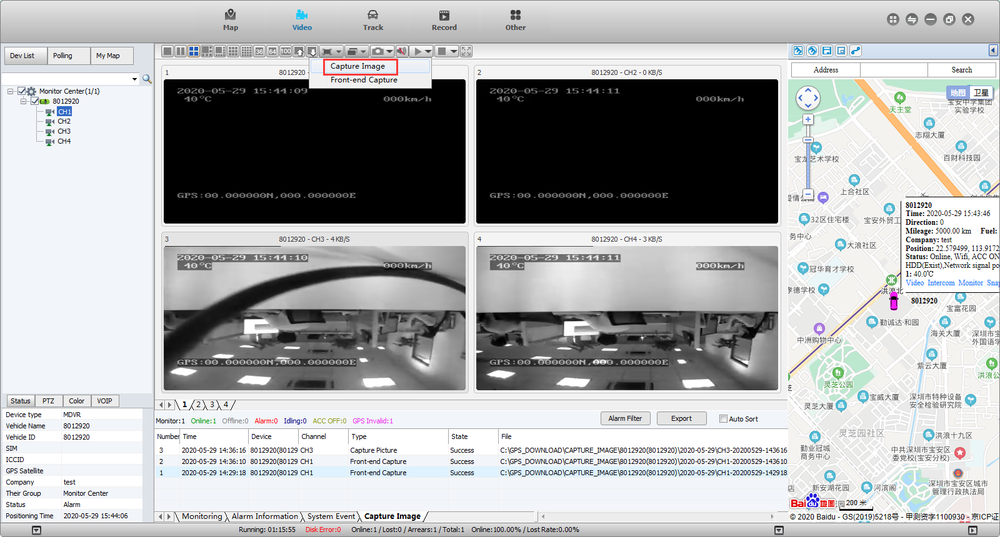 Map
Video
Track
Record
Other
Dev List
Polling
My Map
36
64
100
Capture Image
Front-end Capture
Monitor Center(1/1)
8012920
CH1
CH2
CH3
CH4
1
8012920 -
2020-05-29 15:44:09
40°C
000km/h
GPS:00.000000N,000.000000E
2
8012920 - CH2 - 0 KB/S
2020-05-29 15:44:11
40°C
000km/h
GPS:00.000000N,000.000000E
3
8012920 - CH3 - 4 KB/S
2020-05-29 15:44:10
40°C
000km/h
GPS:00.000000N,000.000000E
4
8012920 - CH4 - 3 KB/S
2020-05-29 15:44:11
40°C
000km/h
GPS:00.000000N,000.000000E
Address
Search
地图
卫星
宝安中学集团
实验学校
天主堂
志翔大厦
百财科技园
宝龙艺术学校
上合社区
32区住宅楼
宝安外贸工
务中心
大浪社区
冠华育才学校
孝德学校
洪浪北
8012920
Time: 2020-05-29 15:43:46
Direction: 0
Mileage: 5000.00 km Fuel:
Company: test
Position: 22.579499, 113.9172
Status: Online, Wifi, ACC ON
HDD(Exist),Network signal po
1: 40.0℃
Video Intercom Monitor Snap
8012920
宝富花园
勤诚达·和园
海关大厦
深圳市宝
外国语学
中洲购物中心
紫云大厦
洪浪公
灵芝公园
宝威大厦
灵芝大厦
深圳市特种设备
安全检验研究院
灵芝园社区
洪浪十九区
勤业冠城
商务中心
中共深圳市宝安区
委党校(宝安分校)
新安湖花园
河滨阁
深圳市宝安区城市
管理行政执法局
店
Baidu地图
园
200 米
© 2020 Baidu - GS(2019)5218号 - 甲测资字1100930 - 京ICP证
Status
PTZ
Color
VOIP
Device type MDVR
Vehicle Name 8012920
Vehicle ID 8012920
SIM
ICCID
GPS Satellite
Company test
Their Group Monitor Center
Status Alarm
Positioning Time 2020-05-29 15:44:06
1 2 3 4
Monitor:1 Online:1 Offline:0 Alarm:0 Idling:0 ACC OFF:0 GPS Invalid:1
Alarm Filter
Export
Auto Sort
Number Time Device Channel Type State File
3 2020-05-29 14:36:16 8012920(80129 CH3 Capture Picture Success C:\GPS_DOWNLOAD\CAPTURE_IMAGE\8012920(8012920)\2020-05-29\CH3-20200529-143616
2 2020-05-29 14:36:10 8012920(80129 CH1 Front-end Capture Success C:\GPS_DOWNLOAD\CAPTURE_IMAGE\8012920(8012920)\2020-05-29\CH1-20200529-143610
1 2020-05-29 14:29:18 8012920(80129 CH1 Front-end Capture Success C:\GPS_DOWNLOAD\CAPTURE_IMAGE\8012920(8012920)\2020-05-29\CH1-20200529-142918
Monitoring
Alarm Information
System Event
Capture Image
Running: 01:15:55 Disk Error:0 Online:1 / Lost:0 / Arrears:1 / Total:1 Online:100.00% / Lost Rate:0.00%